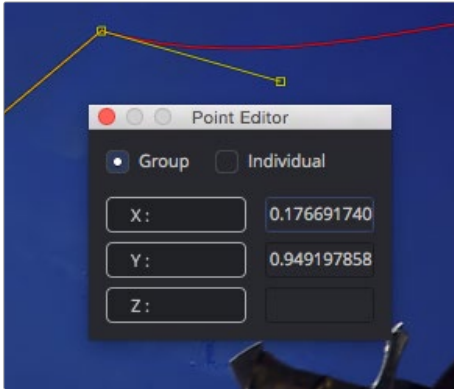 Point Editor
Group Individual
X: 0.176691740
Y: 0.949197858
Z: